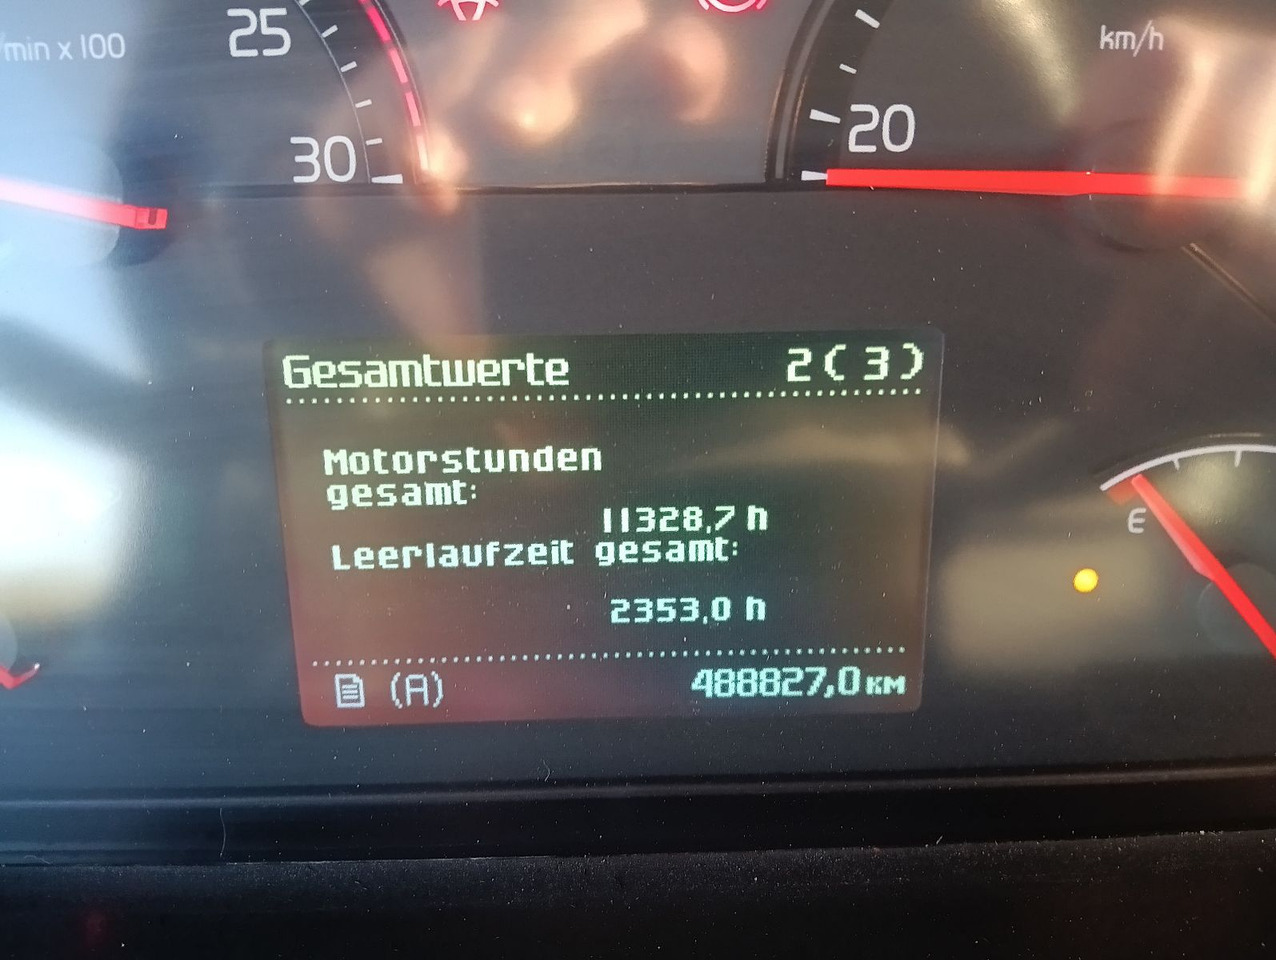 /min x 100
25
30
km/h
20
Gesamtwerte 2(3)
Motorstunden
gesamt:
11328,7 h
Leerlaufzeit gesamt:
2353,0 h
(A) 488827,0 KM
E